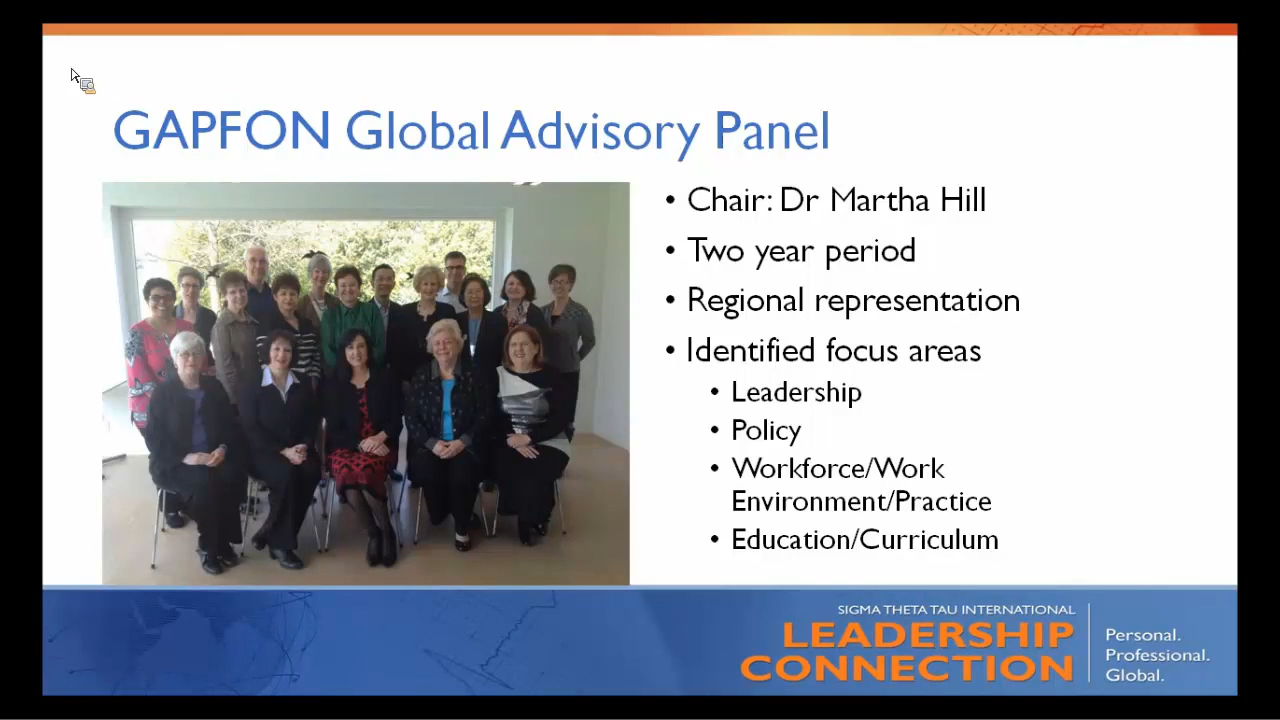 GAPFON Global Advisory Panel
• Chair: Dr Martha Hill
• Two year period
• Regional representation
• Identified focus areas
• Leadership
• Policy
• Workforce/Work
Environment/Practice
• Education/Curriculum
SIGMA THETA TAU INTERNATIONAL
LEADERSHIP
CONNECTION
Personal.
Professional.
Global.